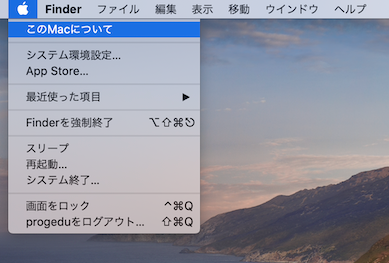 Finder ファイル 編集 表示 移動 ウインドウ ヘルプ
このMacについて
システム環境設定...
App Store...
最近使った項目 ▶
Finderを強制終了 ⌥⇧⌘⎋
スリープ
再起動...
システム終了...
画面をロック ^⌘Q
progeduをログアウト... ⇧⌘Q